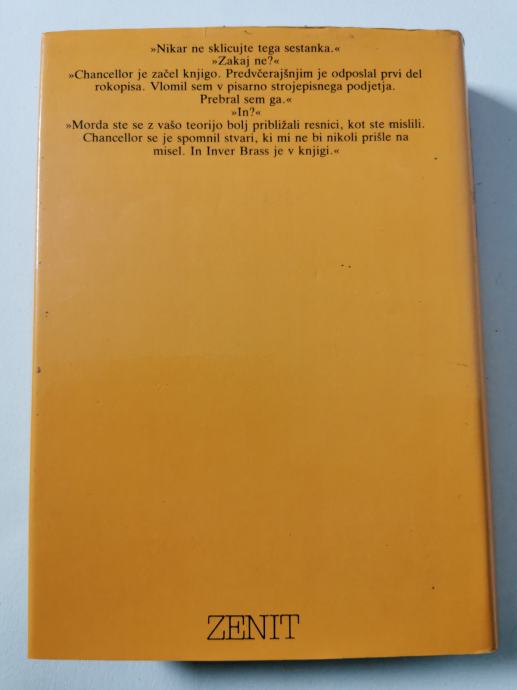 »Nikar ne sklicujte tega sestanka.«
»Zakaj ne?«
»Chancellor je začel knjigo. Predvčerajšnjim je odposlal prvi del
rokopisa. Vlomil sem v pisarno strojepisnega podjetja.
Prebral sem ga.«
»In?«
»Morda ste se z vašo teorijo bolj približali resnici, kot ste mislili.
Chancellor se je spomnil stvari, ki mi ne bi nikoli prišle na
misel. In Inver Brass je v knjigi.«
ZENIT